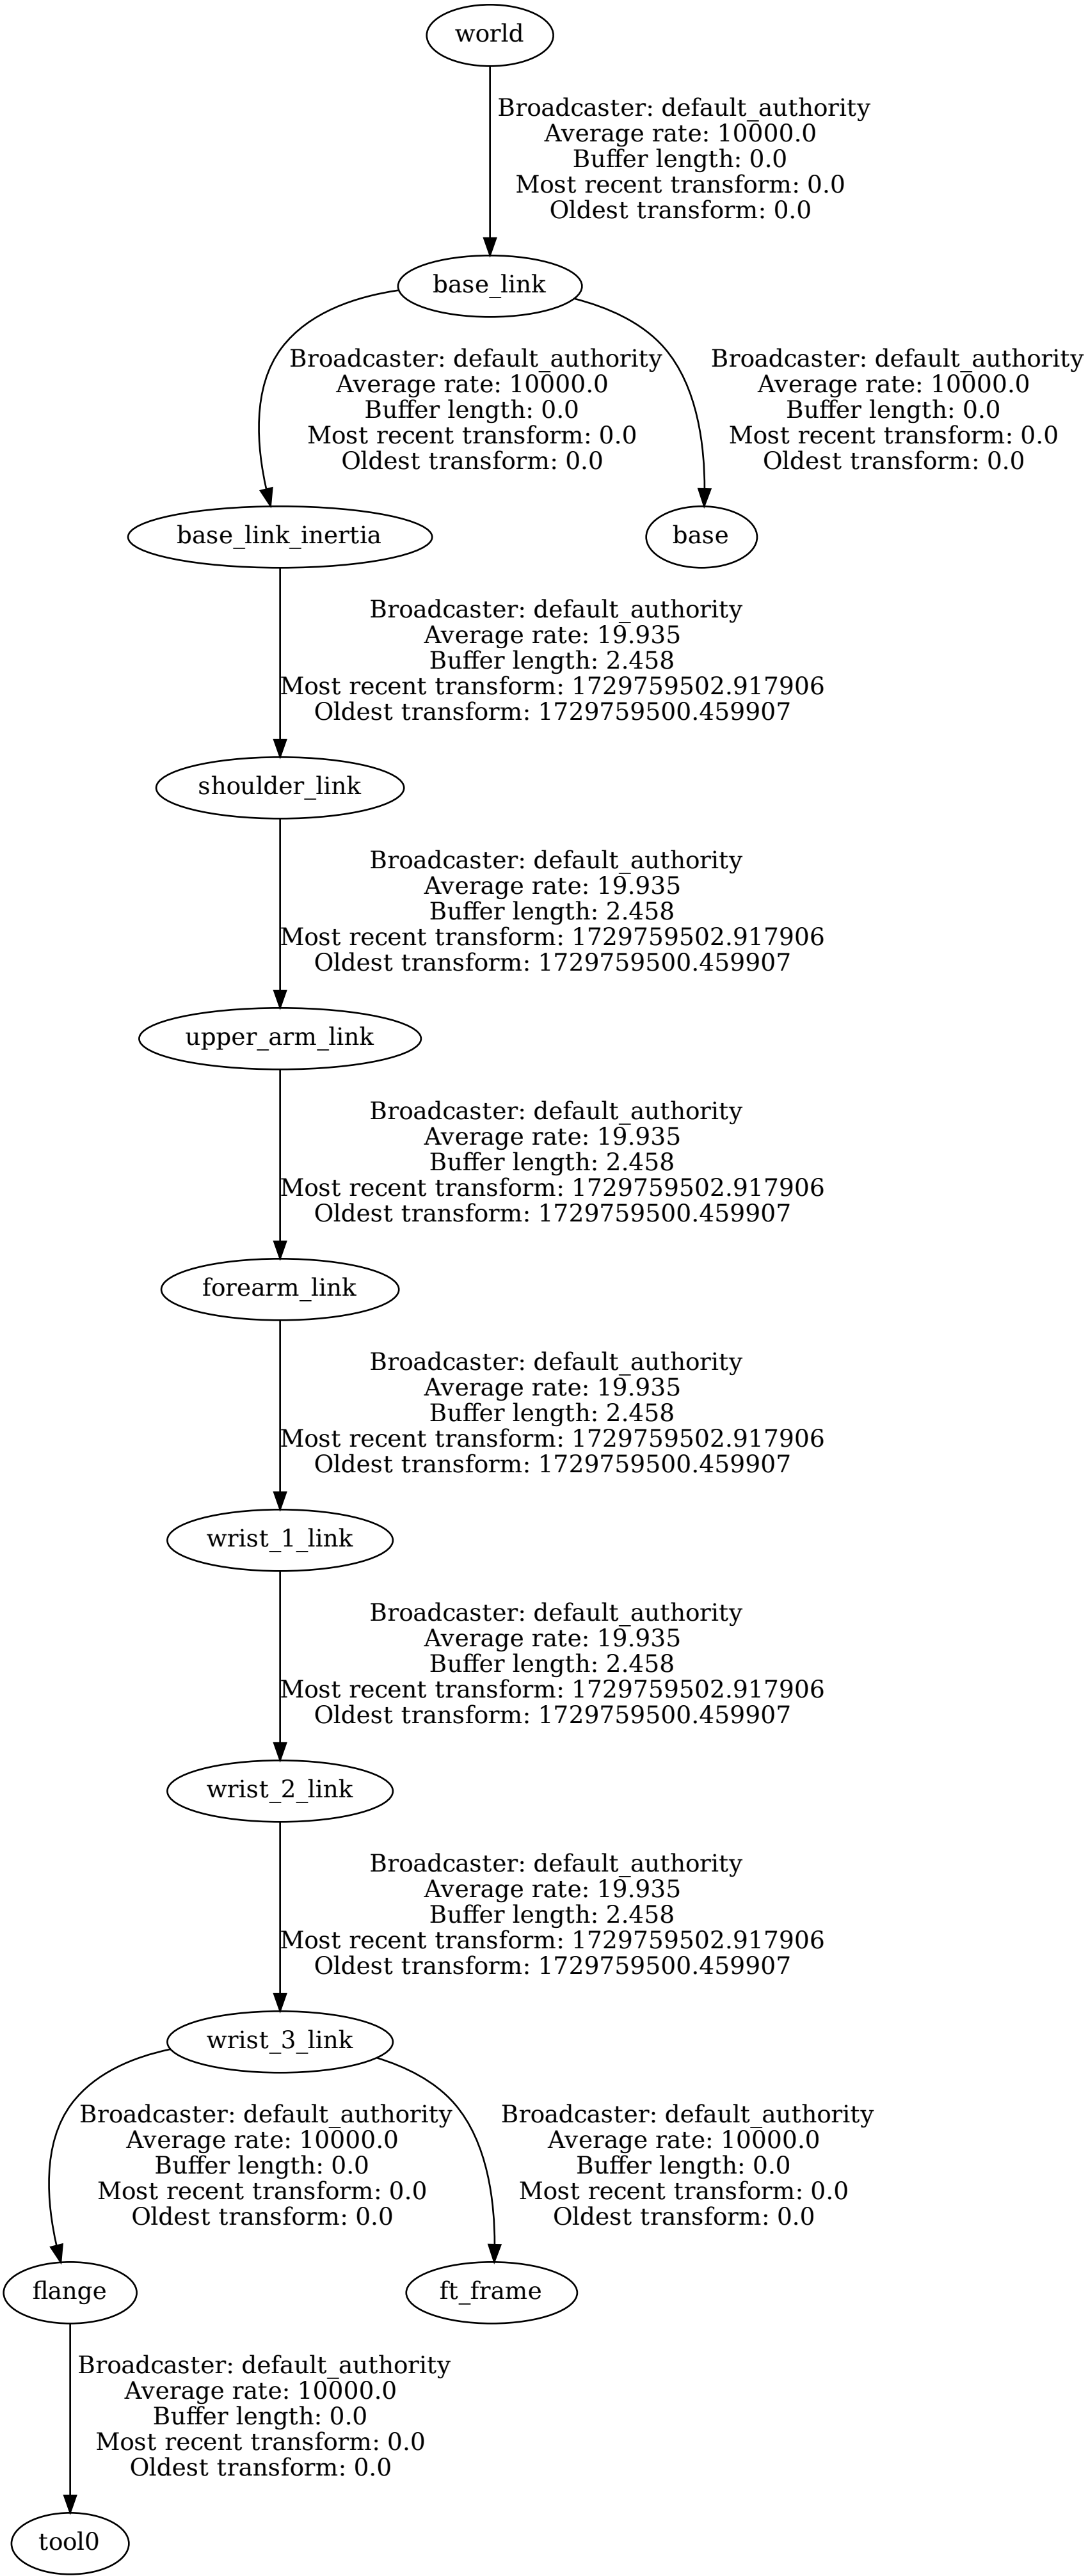 world
Broadcaster: default_authority
Average rate: 10000.0
Buffer length: 0.0
Most recent transform: 0.0
Oldest transform: 0.0
base_link
Broadcaster: default_authority
Average rate: 10000.0
Buffer length: 0.0
Most recent transform: 0.0
Oldest transform: 0.0
Broadcaster: default_authority
Average rate: 10000.0
Buffer length: 0.0
Most recent transform: 0.0
Oldest transform: 0.0
base_link_inertia
base
Broadcaster: default_authority
Average rate: 19.935
Buffer length: 2.458
Most recent transform: 1729759502.917906
Oldest transform: 1729759500.459907
shoulder_link
Broadcaster: default_authority
Average rate: 19.935
Buffer length: 2.458
Most recent transform: 1729759502.917906
Oldest transform: 1729759500.459907
upper_arm_link
Broadcaster: default_authority
Average rate: 19.935
Buffer length: 2.458
Most recent transform: 1729759502.917906
Oldest transform: 1729759500.459907
forearm_link
Broadcaster: default_authority
Average rate: 19.935
Buffer length: 2.458
Most recent transform: 1729759502.917906
Oldest transform: 1729759500.459907
wrist_1_link
Broadcaster: default_authority
Average rate: 19.935
Buffer length: 2.458
Most recent transform: 1729759502.917906
Oldest transform: 1729759500.459907
wrist_2_link
Broadcaster: default_authority
Average rate: 19.935
Buffer length: 2.458
Most recent transform: 1729759502.917906
Oldest transform: 1729759500.459907
wrist_3_link
Broadcaster: default_authority
Average rate: 10000.0
Buffer length: 0.0
Most recent transform: 0.0
Oldest transform: 0.0
Broadcaster: default_authority
Average rate: 10000.0
Buffer length: 0.0
Most recent transform: 0.0
Oldest transform: 0.0
flange
ft_frame
Broadcaster: default_authority
Average rate: 10000.0
Buffer length: 0.0
Most recent transform: 0.0
Oldest transform: 0.0
tool0